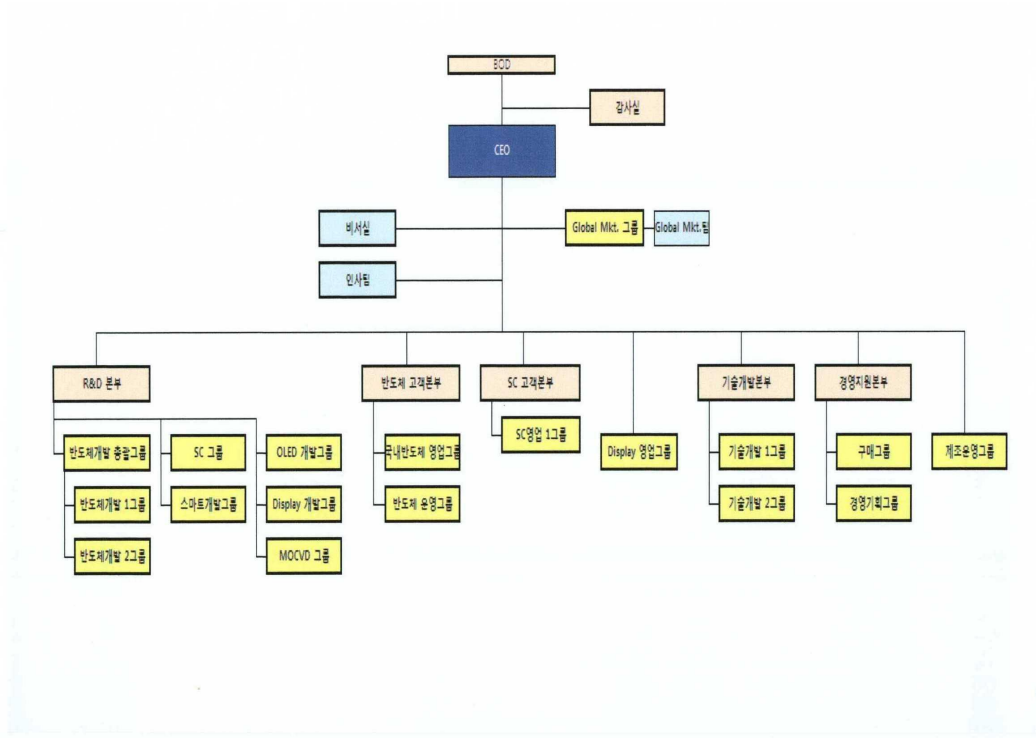 BOD
감사실
CEO
비서실
Global Mkt. 그룹
Global Mkt.팀
인사팀
R&D 본부
반도체 고객본부
SC 고객본부
기술개발본부
경영지원본부
반도체개발 총괄그룹
SC 그룹
OLED 개발그룹
국내반도체 영업그룹
SC영업 1그룹
Display 영업그룹
기술개발 1그룹
구매그룹
제조운영그룹
반도체개발 1그룹
스마트개발그룹
Display 개발그룹
반도체 운영그룹
기술개발 2그룹
경영기획그룹
반도체개발 2그룹
MOCVD 그룹